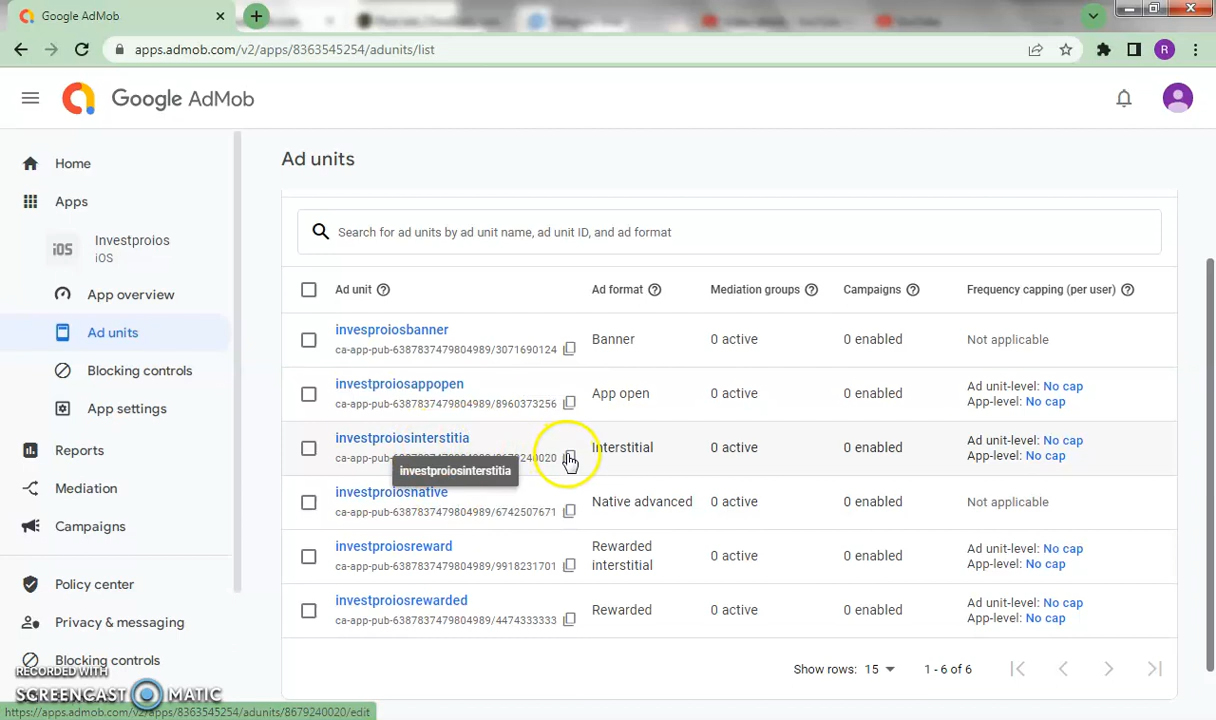 Google AdMob
apps.admob.com/v2/apps/8363545254/adunits/list
R
Google AdMob
Home
Apps
iOS
Investproios
iOS
App overview
Ad units
Blocking controls
App settings
Reports
Mediation
Campaigns
Policy center
Privacy & messaging
Blocking controls
Ad units
Search for ad units by ad unit name, ad unit ID, and ad format
Ad unit Ad format Mediation groups Campaigns Frequency capping (per user)
invesproiosbanner
ca-app-pub-6387837479804989/3071690124
Banner 0 active 0 enabled Not applicable
investproiosappopen
ca-app-pub-6387837479804989/8960373256
App open 0 active 0 enabled
Ad unit-level: No cap
App-level: No cap
investproiosinterstitia
ca-app-pub-6387837479804989/8679240020
Interstitial 0 active 0 enabled
Ad unit-level: No cap
App-level: No cap
investproiosinterstitia
investproiosnative
ca-app-pub-6387837479804989/6742507671
Native advanced 0 active 0 enabled Not applicable
investproiosreward
ca-app-pub-6387837479804989/9918231701
Rewarded
interstitial
0 active 0 enabled
Ad unit-level: No cap
App-level: No cap
investproiosrewarded
ca-app-pub-6387837479804989/4474333333
Rewarded 0 active 0 enabled
Ad unit-level: No cap
App-level: No cap
Show rows: 15 1 - 6 of 6
RECORDED WITH
SCREENCAST MATIC
https://apps.admob.com/v2/apps/8363545254/adunits/8679240020/edit